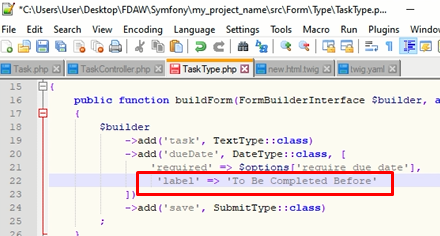 *C:\Users\User\Desktop\FDAW\Symfony\my_project_name\src\Form\Type\TaskType.p...
File Edit Search View Encoding Language Settings Tools Macro Run Plugins
Task.php TaskController.php TaskType.php new.html.twig twig.yaml
15 {
16 public function buildForm(FormBuilderInterface $builder, a
17 {
18 $builder
19 ->add('task', TextType::class)
20 ->add('dueDate', DateType::class, [
21 'required' => $options['require_due_date'],
22 'label' => 'To Be Completed Before'
23 ])
24 ->add('save', SubmitType::class)
25 ;
26 }